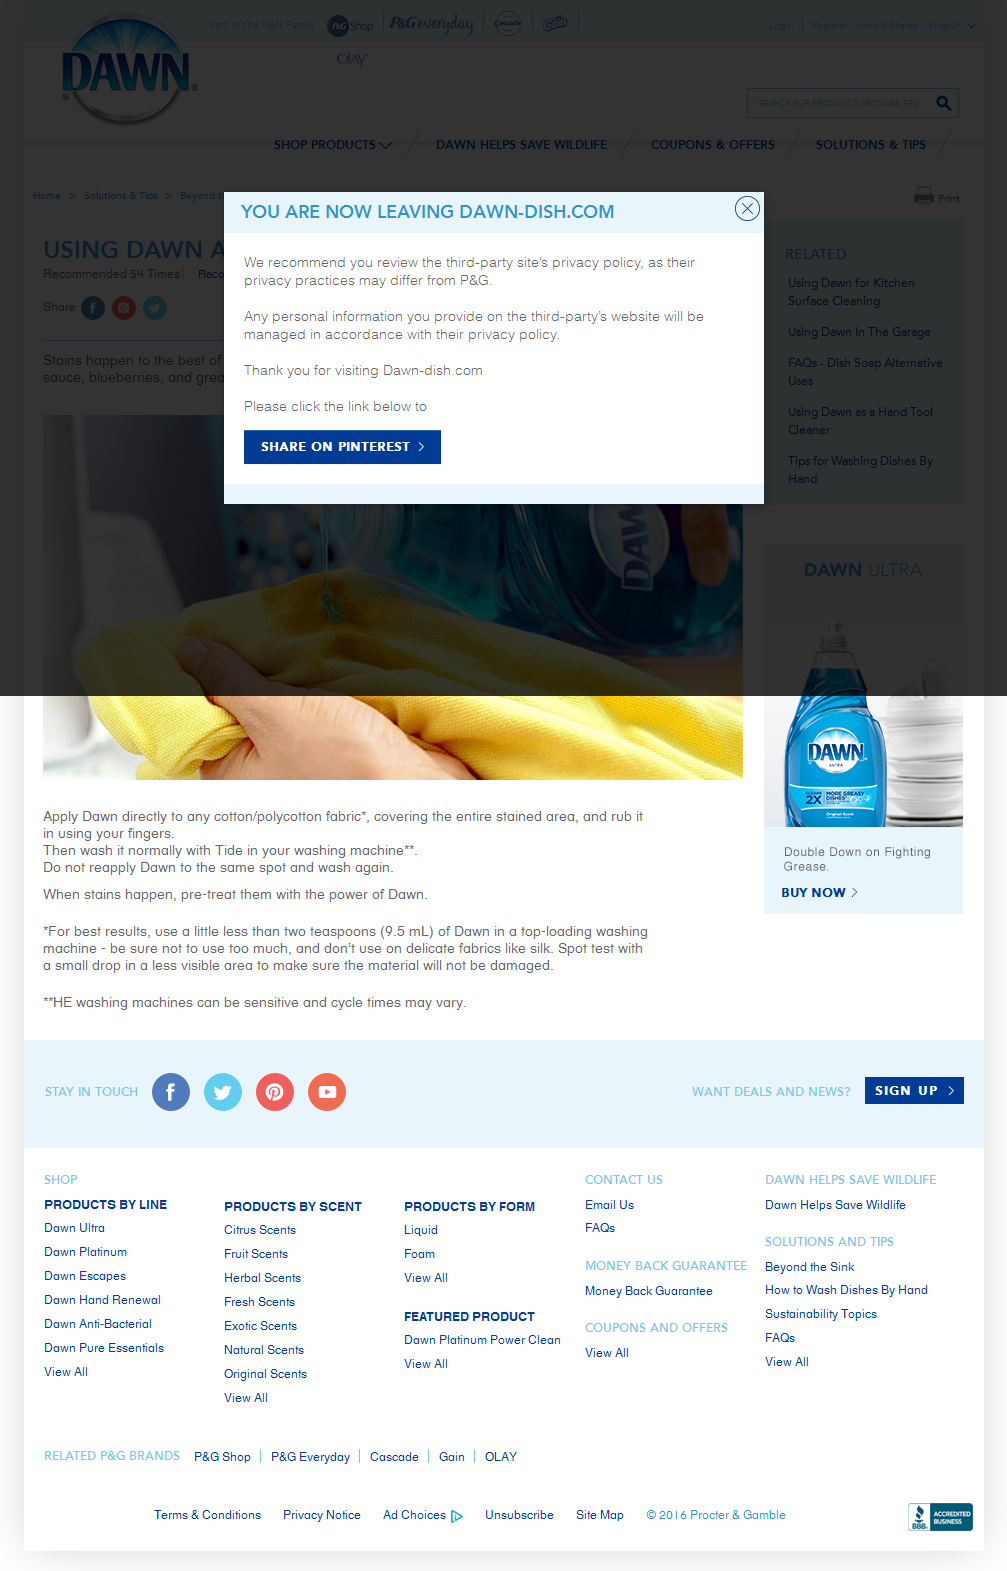 Part of the P&G Family
P&G Shop
P&G everyday
Cascade
Gain
Login
Register
United States - English
OLAY
DAWN
SEARCH FOR PRODUCTS, ARTICLES, ETC.
SHOP PRODUCTS
DAWN HELPS SAVE WILDLIFE
COUPONS & OFFERS
SOLUTIONS & TIPS
Home > Solutions & Tips > Beyond
Print
YOU ARE NOW LEAVING DAWN-DISH.COM
We recommend you review the third-party site's privacy policy, as their
privacy practices may differ from P&G.
Any personal information you provide on the third-party's website will be
managed in accordance with their privacy policy.
Thank you for visiting Dawn-dish.com
Please click the link below to
SHARE ON PINTEREST
USING DAWN A
Recommended 54 Times
Reco
Share
Stains happen to the best of
sauce, blueberries, and grea
RELATED
Using Dawn for Kitchen
Surface Cleaning
Using Dawn In The Garage
FAQs - Dish Soap Alternative
Uses
Using Dawn as a Hand Tool
Cleaner
Tips for Washing Dishes By
Hand
DAWN
DAWN ULTRA
DAWN
ULTRA
2X
MORE GREASY
DISHES
Original Scent
Double Down on Fighting
Grease.
BUY NOW
Apply Dawn directly to any cotton/polycotton fabric*, covering the entire stained area, and rub it
in using your fingers.
Then wash it normally with Tide in your washing machine**.
Do not reapply Dawn to the same spot and wash again.
When stains happen, pre-treat them with the power of Dawn.
*For best results, use a little less than two teaspoons (9.5 mL) of Dawn in a top-loading washing
machine - be sure not to use too much, and don't use on delicate fabrics like silk. Spot test with
a small drop in a less visible area to make sure the material will not be damaged.
**HE washing machines can be sensitive and cycle times may vary.
STAY IN TOUCH
WANT DEALS AND NEWS?
SIGN UP
SHOP
PRODUCTS BY LINE
Dawn Ultra
Dawn Platinum
Dawn Escapes
Dawn Hand Renewal
Dawn Anti-Bacterial
Dawn Pure Essentials
View All
PRODUCTS BY SCENT
Citrus Scents
Fruit Scents
Herbal Scents
Fresh Scents
Exotic Scents
Natural Scents
Original Scents
View All
PRODUCTS BY FORM
Liquid
Foam
View All
FEATURED PRODUCT
Dawn Platinum Power Clean
View All
CONTACT US
Email Us
FAQs
MONEY BACK GUARANTEE
Money Back Guarantee
COUPONS AND OFFERS
View All
DAWN HELPS SAVE WILDLIFE
Dawn Helps Save Wildlife
SOLUTIONS AND TIPS
Beyond the Sink
How to Wash Dishes By Hand
Sustainability Topics
FAQs
View All
RELATED P&G BRANDS
P&G Shop
P&G Everyday
Cascade
Gain
OLAY
Terms & Conditions
Privacy Notice
Ad Choices
Unsubscribe
Site Map
© 2016 Procter & Gamble
BBB
ACCREDITED
BUSINESS